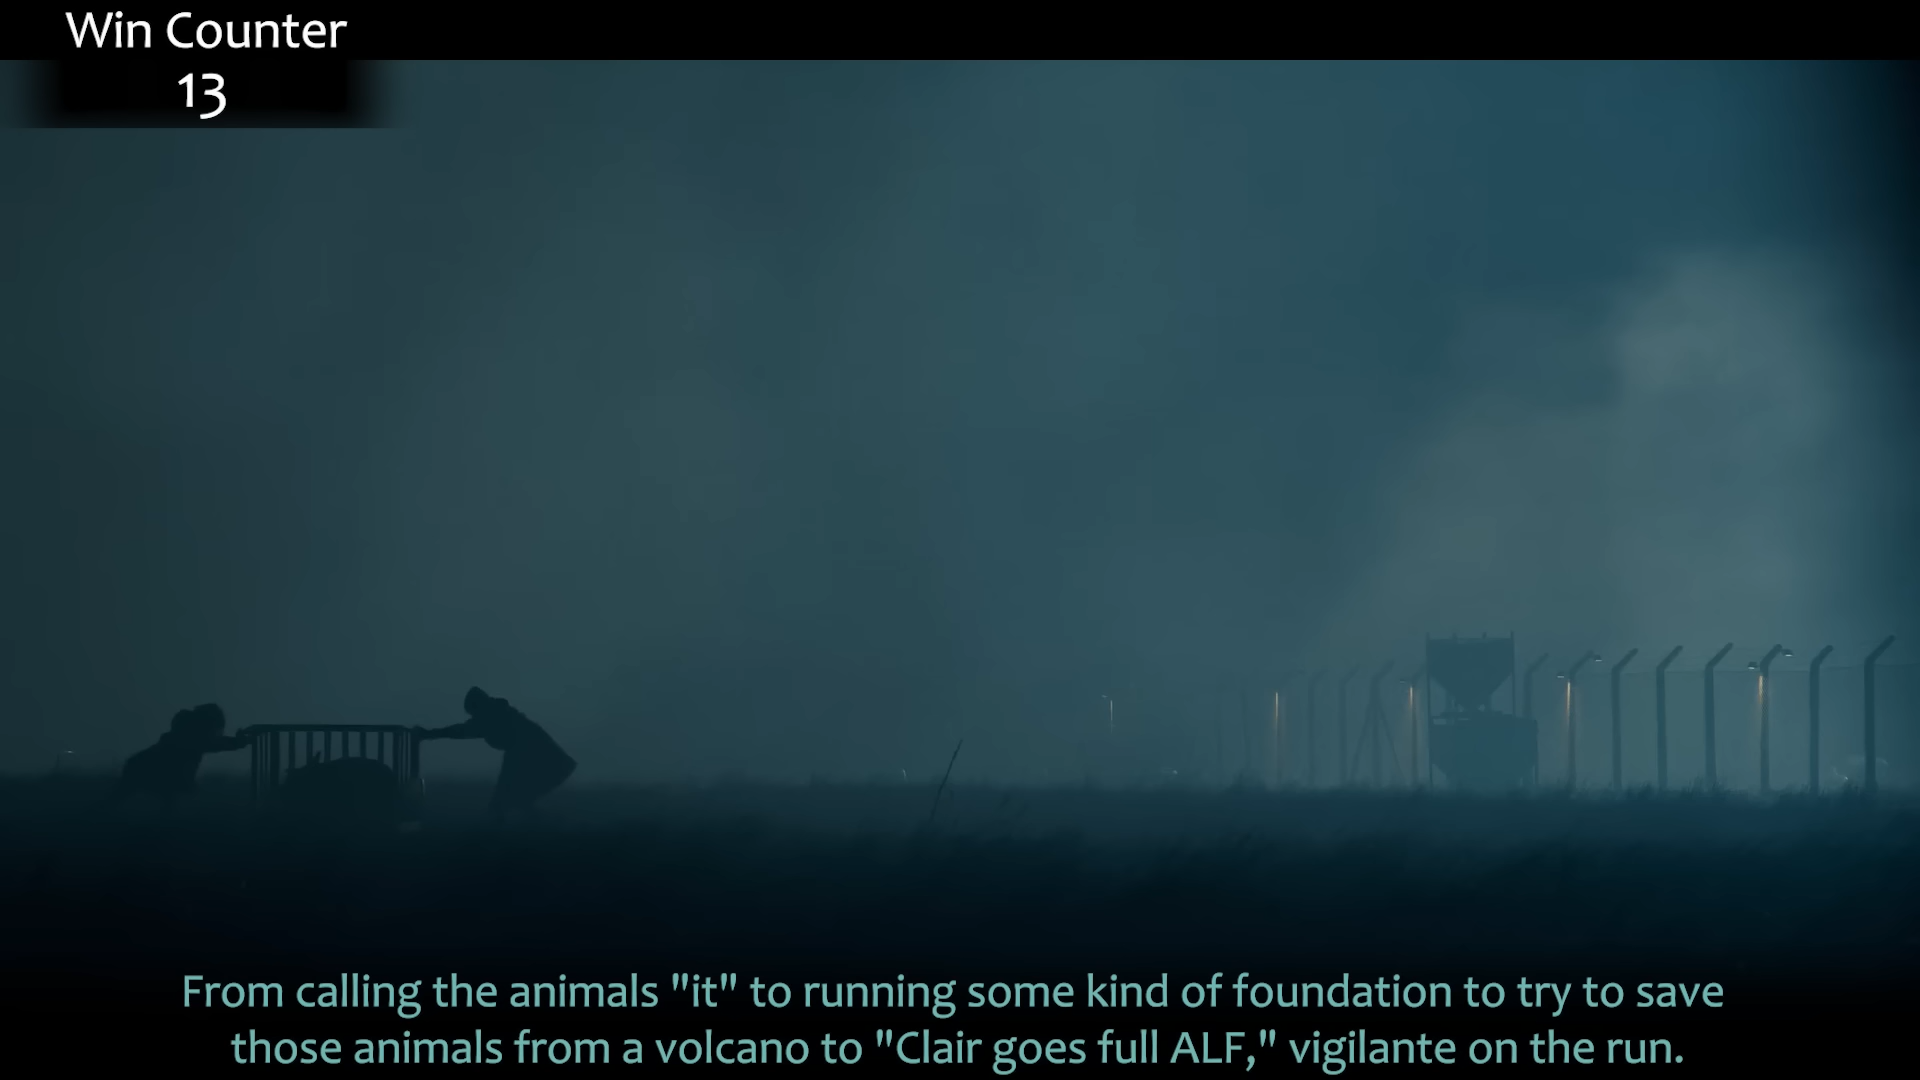 Win Counter
13
From calling the animals "it" to running some kind of foundation to try to save
those animals from a volcano to "Clair goes full ALF," vigilante on the run.